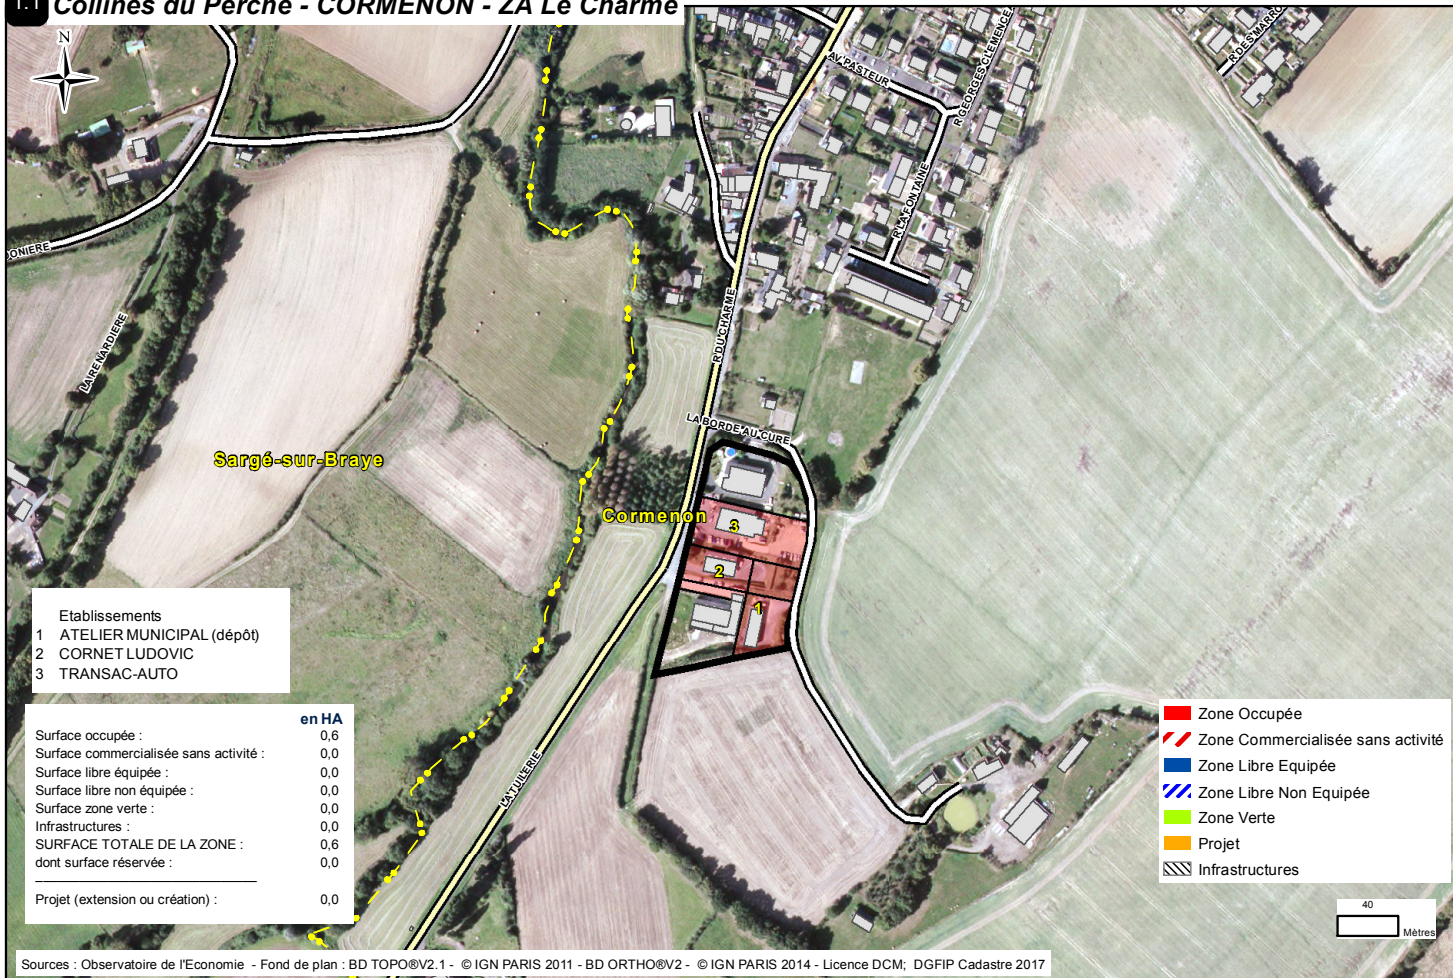 1.1 Collines du Perche - CORMENON - ZA Le Charme
N
AV PASTEUR
R GEORGES CLEMENCEA
R DES MARRO
R LA FONTAINE
ONIERE
LA RENARDIERE
R DU CHARME
LA BORDE AU CURE
Sargé-sur-Braye
Cormenon
3
2
1
LA TUILERIE
Etablissements
1 ATELIER MUNICIPAL (dépôt)
2 CORNET LUDOVIC
3 TRANSAC-AUTO
en HA
Surface occupée : 0,6
Surface commercialisée sans activité : 0,0
Surface libre équipée : 0,0
Surface libre non équipée : 0,0
Surface zone verte : 0,0
Infrastructures : 0,0
SURFACE TOTALE DE LA ZONE : 0,6
dont surface réservée : 0,0
Projet (extension ou création) : 0,0
Zone Occupée
Zone Commercialisée sans activité
Zone Libre Equipée
Zone Libre Non Equipée
Zone Verte
Projet
Infrastructures
40
Mètres
Sources : Observatoire de l'Economie - Fond de plan : BD TOPO®V2.1 - © IGN PARIS 2011 - BD ORTHO®V2 - © IGN PARIS 2014 - Licence DCM; DGFIP Cadastre 2017